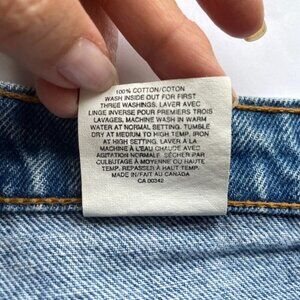 100% COTTON/COTON
WASH INSIDE OUT FOR FIRST
THREE WASHINGS. LAVER AVEC
LINGE INVERSE POUR PREMIERS TROIS
LAVAGES, MACHINE WASH IN WARM
WATER AT NORMAL SETTING. TUMBLE
DRY AT MEDIUM TO HIGH TEMP. IRON
AT HIGH SETTING. LAVER À LA
MACHINE À L'EAU CHAUDE AVEC
AGITATION NORMALE. SÉCHER PAR
CULBUTAGE À MOYENNE OU HAUTE
TEMP. REPASSER À HAUT TEMP.
MADE IN/FAIT AU CANADA
CA 00342